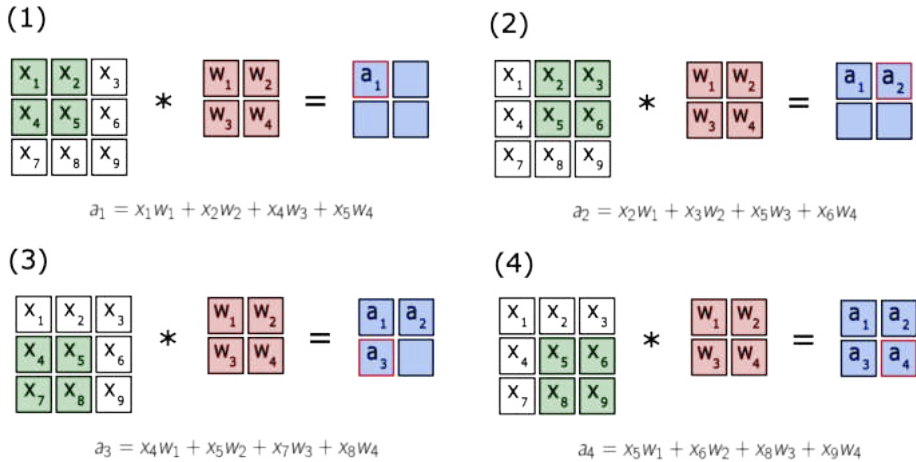 (1)
x₁ x₂ x₃
x₄ x₅ x₆
x₇ x₈ x₉
*
w₁ w₂
w₃ w₄
=
a₁
a₁ = x₁w₁ + x₂w₂ + x₄w₃ + x₅w₄
(2)
x₁ x₂ x₃
x₄ x₅ x₆
x₇ x₈ x₉
*
w₁ w₂
w₃ w₄
=
a₁ a₂
a₂ = x₂w₁ + x₃w₂ + x₅w₃ + x₆w₄
(3)
x₁ x₂ x₃
x₄ x₅ x₆
x₇ x₈ x₉
*
w₁ w₂
w₃ w₄
=
a₁ a₂
a₃
a₃ = x₄w₁ + x₅w₂ + x₇w₃ + x₈w₄
(4)
x₁ x₂ x₃
x₄ x₅ x₆
x₇ x₈ x₉
*
w₁ w₂
w₃ w₄
=
a₁ a₂
a₃ a₄
a₄ = x₅w₁ + x₆w₂ + x₈w₃ + x₉w₄